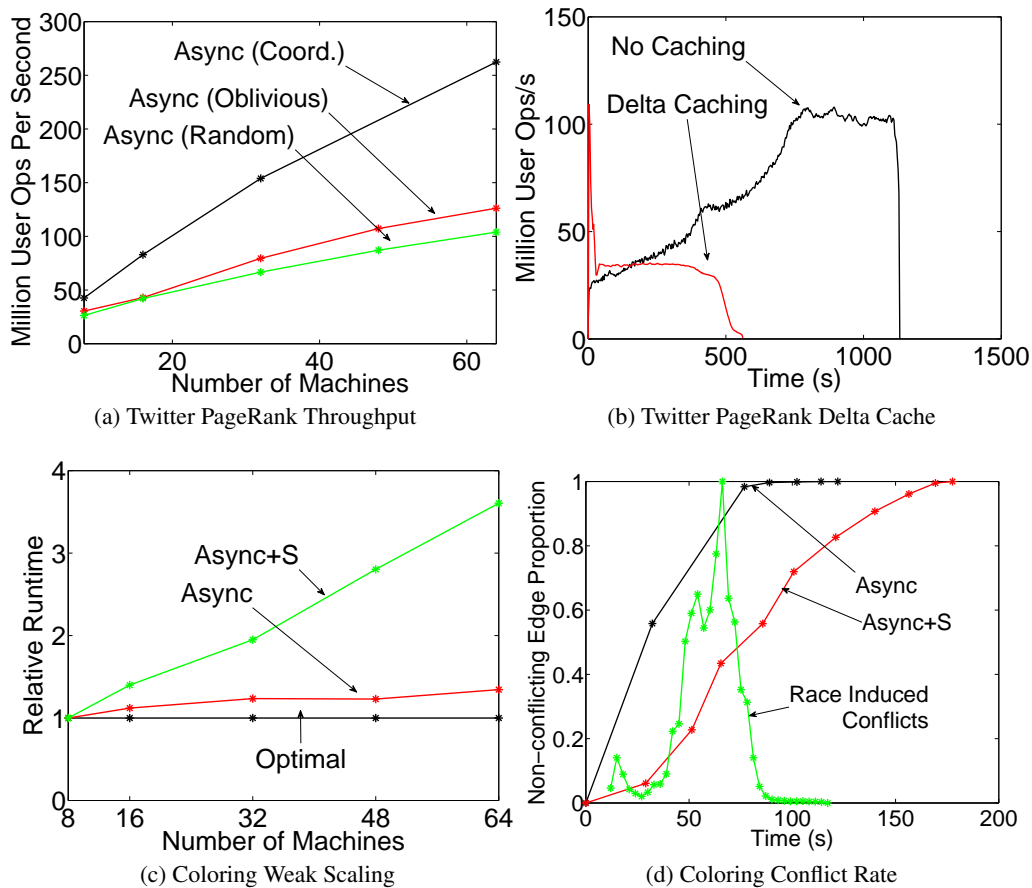 300
250
200
150
100
50
0
20
40
60
Million User Ops Per Second
Number of Machines
Async (Coord.)
Async (Oblivious)
Async (Random)
(a) Twitter PageRank Throughput
150
100
50
0
0
500
1000
1500
Million User Ops/s
Time (s)
No Caching
Delta Caching
(b) Twitter PageRank Delta Cache
4
3
2
1
0
8
16
32
48
64
Relative Runtime
Number of Machines
Async+S
Async
Optimal
(c) Coloring Weak Scaling
1
0.8
0.6
0.4
0.2
0
0
50
100
150
200
Non−conflicting Edge Proportion
Time (s)
Async
Async+S
Race Induced
Conflicts
(d) Coloring Conflict Rate